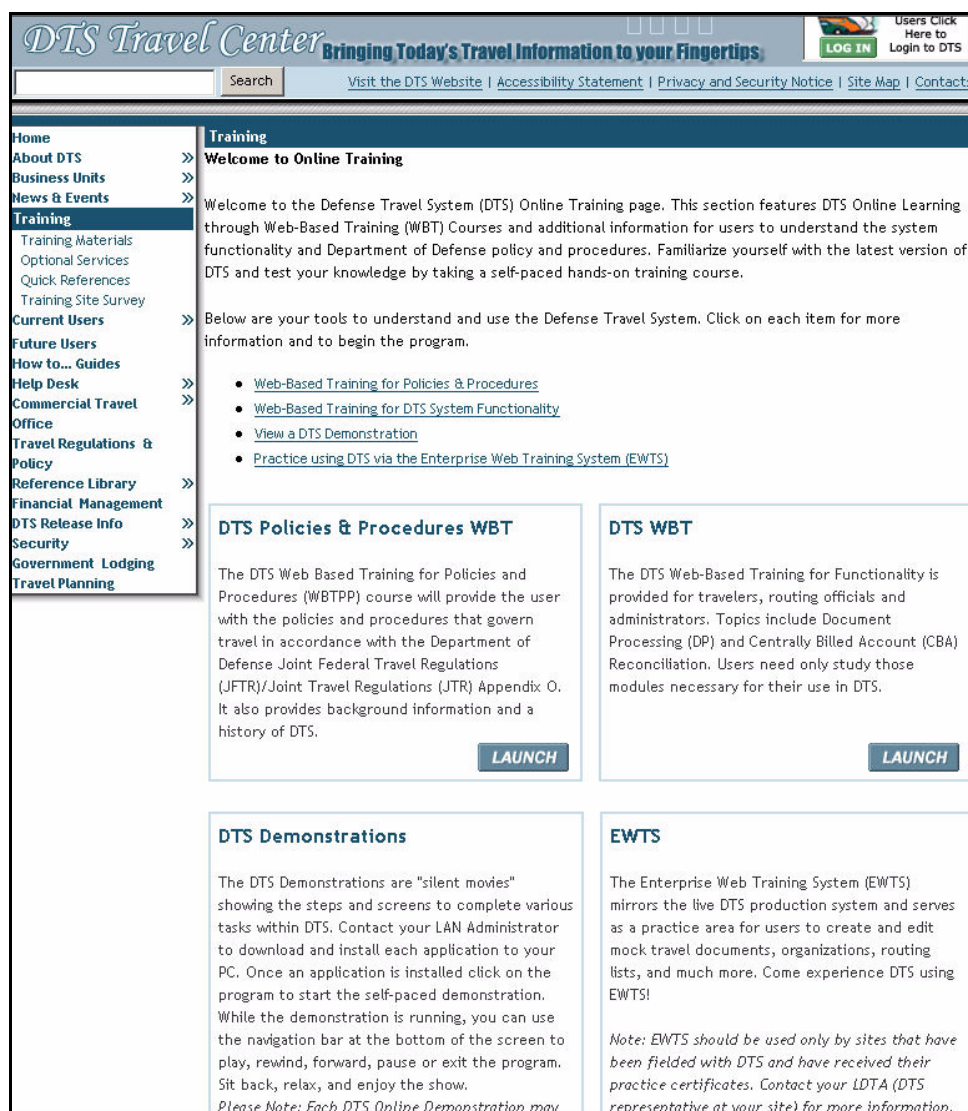 DTS Travel Center
Bringing Today's Travel Information to your Fingertips
LOG IN
Users Click
Here to
Login to DTS
Search
Visit the DTS Website | Accessibility Statement | Privacy and Security Notice | Site Map | Contact
Home
About DTS »
Business Units »
News & Events »
Training
Training Materials
Optional Services
Quick References
Training Site Survey
Current Users »
Future Users
How to... Guides
Help Desk »
Commercial Travel »
Office
Travel Regulations &
Policy
Reference Library »
Financial Management
DTS Release Info »
Security »
Government Lodging
Travel Planning
Training
Welcome to Online Training
Welcome to the Defense Travel System (DTS) Online Training page. This section features DTS Online Learning
through Web-Based Training (WBT) Courses and additional information for users to understand the system
functionality and Department of Defense policy and procedures. Familiarize yourself with the latest version of
DTS and test your knowledge by taking a self-paced hands-on training course.
Below are your tools to understand and use the Defense Travel System. Click on each item for more
information and to begin the program.
• Web-Based Training for Policies & Procedures
• Web-Based Training for DTS System Functionality
• View a DTS Demonstration
• Practice using DTS via the Enterprise Web Training System (EWTS)
DTS Policies & Procedures WBT
The DTS Web Based Training for Policies and
Procedures (WBTPP) course will provide the user
with the policies and procedures that govern
travel in accordance with the Department of
Defense Joint Federal Travel Regulations
(JFTR)/Joint Travel Regulations (JTR) Appendix O.
It also provides background information and a
history of DTS.
LAUNCH
DTS WBT
The DTS Web-Based Training for Functionality is
provided for travelers, routing officials and
administrators. Topics include Document
Processing (DP) and Centrally Billed Account (CBA)
Reconciliation. Users need only study those
modules necessary for their use in DTS.
LAUNCH
DTS Demonstrations
The DTS Demonstrations are "silent movies"
showing the steps and screens to complete various
tasks within DTS. Contact your LAN Administrator
to download and install each application to your
PC. Once an application is installed click on the
program to start the self-paced demonstration.
While the demonstration is running, you can use
the navigation bar at the bottom of the screen to
play, rewind, forward, pause or exit the program.
Sit back, relax, and enjoy the show.
Please Note: Each DTS Online Demonstration may
EWTS
The Enterprise Web Training System (EWTS)
mirrors the live DTS production system and serves
as a practice area for users to create and edit
mock travel documents, organizations, routing
lists, and much more. Come experience DTS using
EWTS!
Note: EWTS should be used only by sites that have
been fielded with DTS and have received their
practice certificates. Contact your LDTA (DTS
representative at your site) for more information.